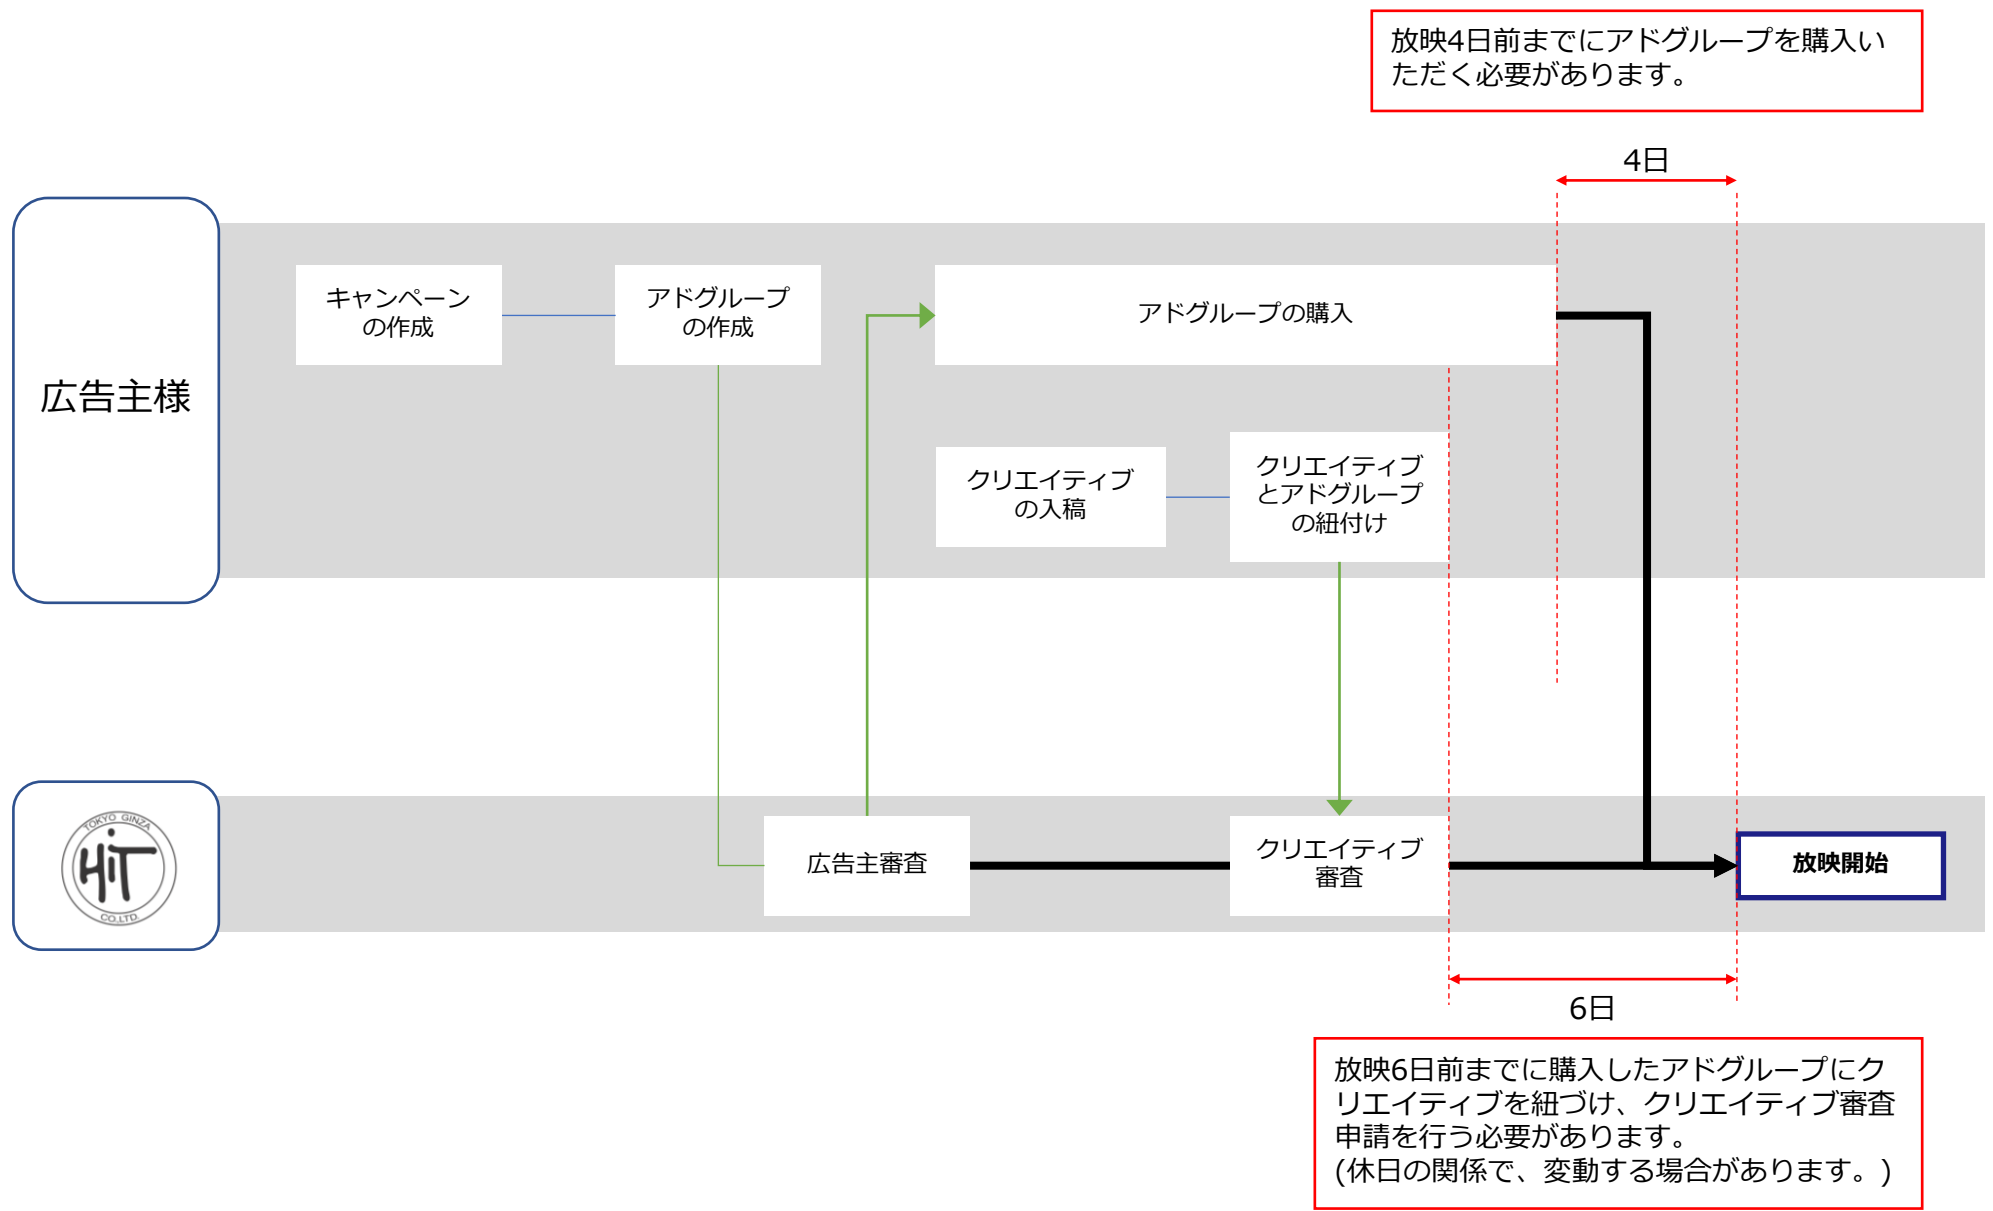 放映4日前までにアドグループを購入い
ただく必要があります。
4日
広告主様
キャンペーン
の作成
アドグループ
の作成
アドグループの購入
クリエイティブ
の入稿
クリエイティブ
とアドグループ
の紐付け
TOKYO GINZA
HiT
CO.LTD.
広告主審査
クリエイティブ
審査
放映開始
6日
放映6日前までに購入したアドグループにク
リエイティブを紐づけ、クリエイティブ審査
申請を行う必要があります。
(休日の関係で、変動する場合があります。)